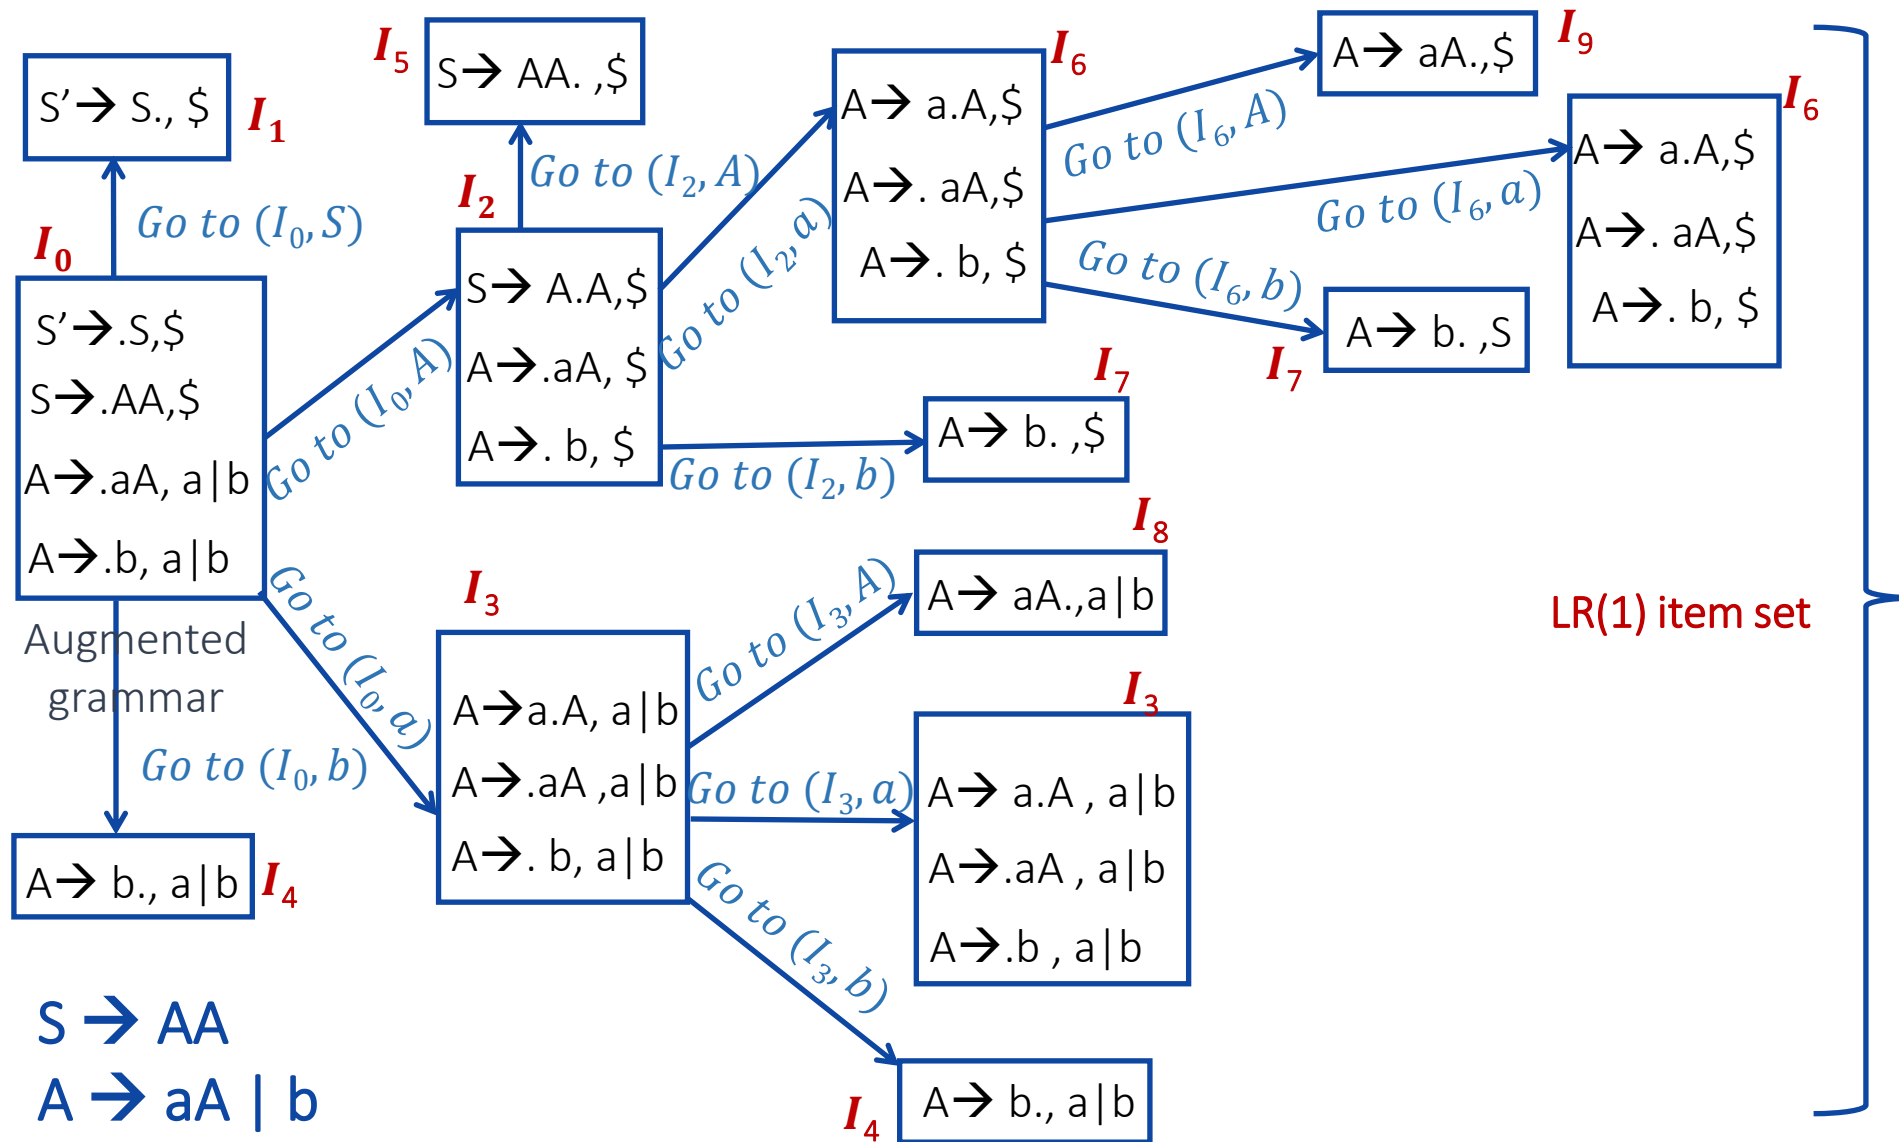 I₁
S’➔ S., $
Go to (I₀, S)
I₀
S’➔.S,$
S➔.AA,$
A➔.aA, a|b
A➔.b, a|b
Augmented
grammar
Go to (I₀, b)
A➔ b., a|b
I₄
Go to (I₀, A)
Go to (I₀, a)
I₅
S➔ AA. ,$
Go to (I₂, A)
I₂
S➔ A.A,$
A➔.aA, $
A➔. b, $
Go to (I₂, a)
Go to (I₂, b)
I₆
A➔ a.A,$
A➔. aA,$
A➔. b, $
Go to (I₆, A)
Go to (I₆, a)
Go to (I₆, b)
I₉
A➔ aA.,$
I₆
A➔ a.A,$
A➔. aA,$
A➔. b, $
A➔ b. ,S
I₇
I₇
A➔ b. ,$
I₃
A➔a.A, a|b
A➔.aA ,a|b
A➔. b, a|b
Go to (I₃, A)
Go to (I₃, a)
Go to (I₃, b)
I₈
A➔ aA.,a|b
I₃
A➔ a.A , a|b
A➔.aA , a|b
A➔.b , a|b
I₄
A➔ b., a|b
LR(1) item set
S ➔ AA
A ➔ aA | b